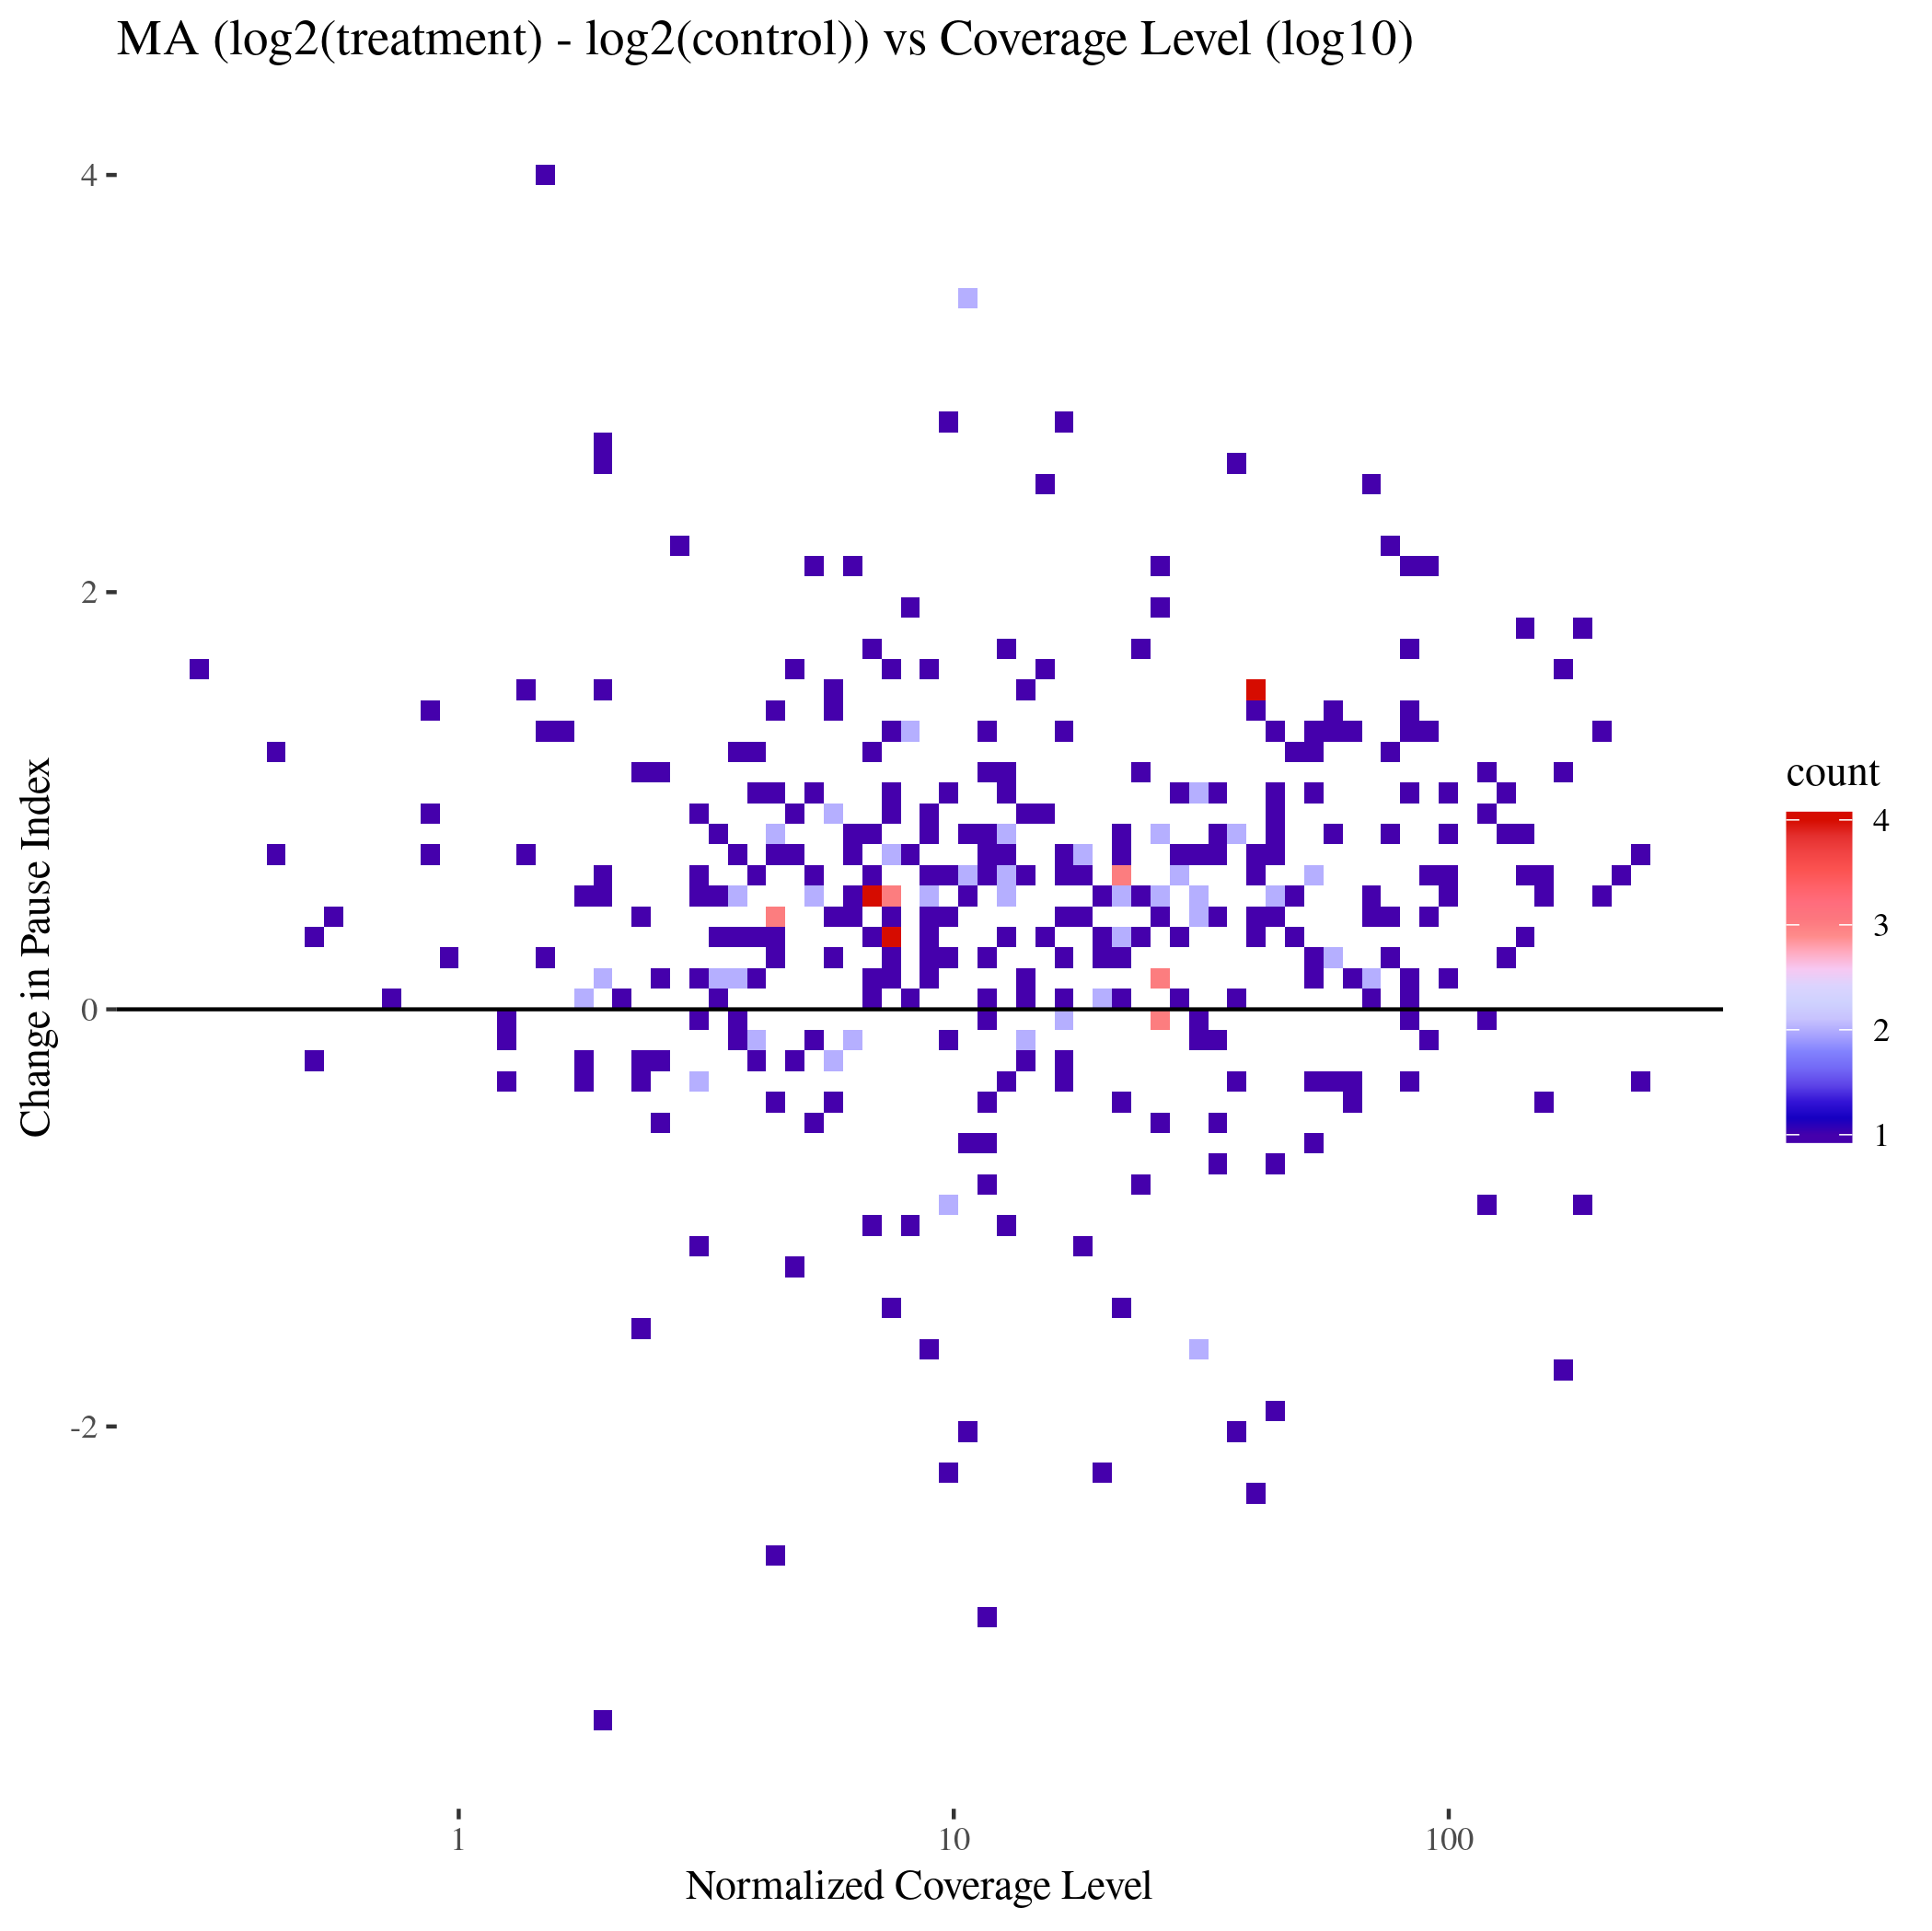 MA (log2(treatment) - log2(control)) vs Coverage Level (log10)
4
2
0
-2
Change in Pause Index
1
10
100
Normalized Coverage Level
count
4
3
2
1